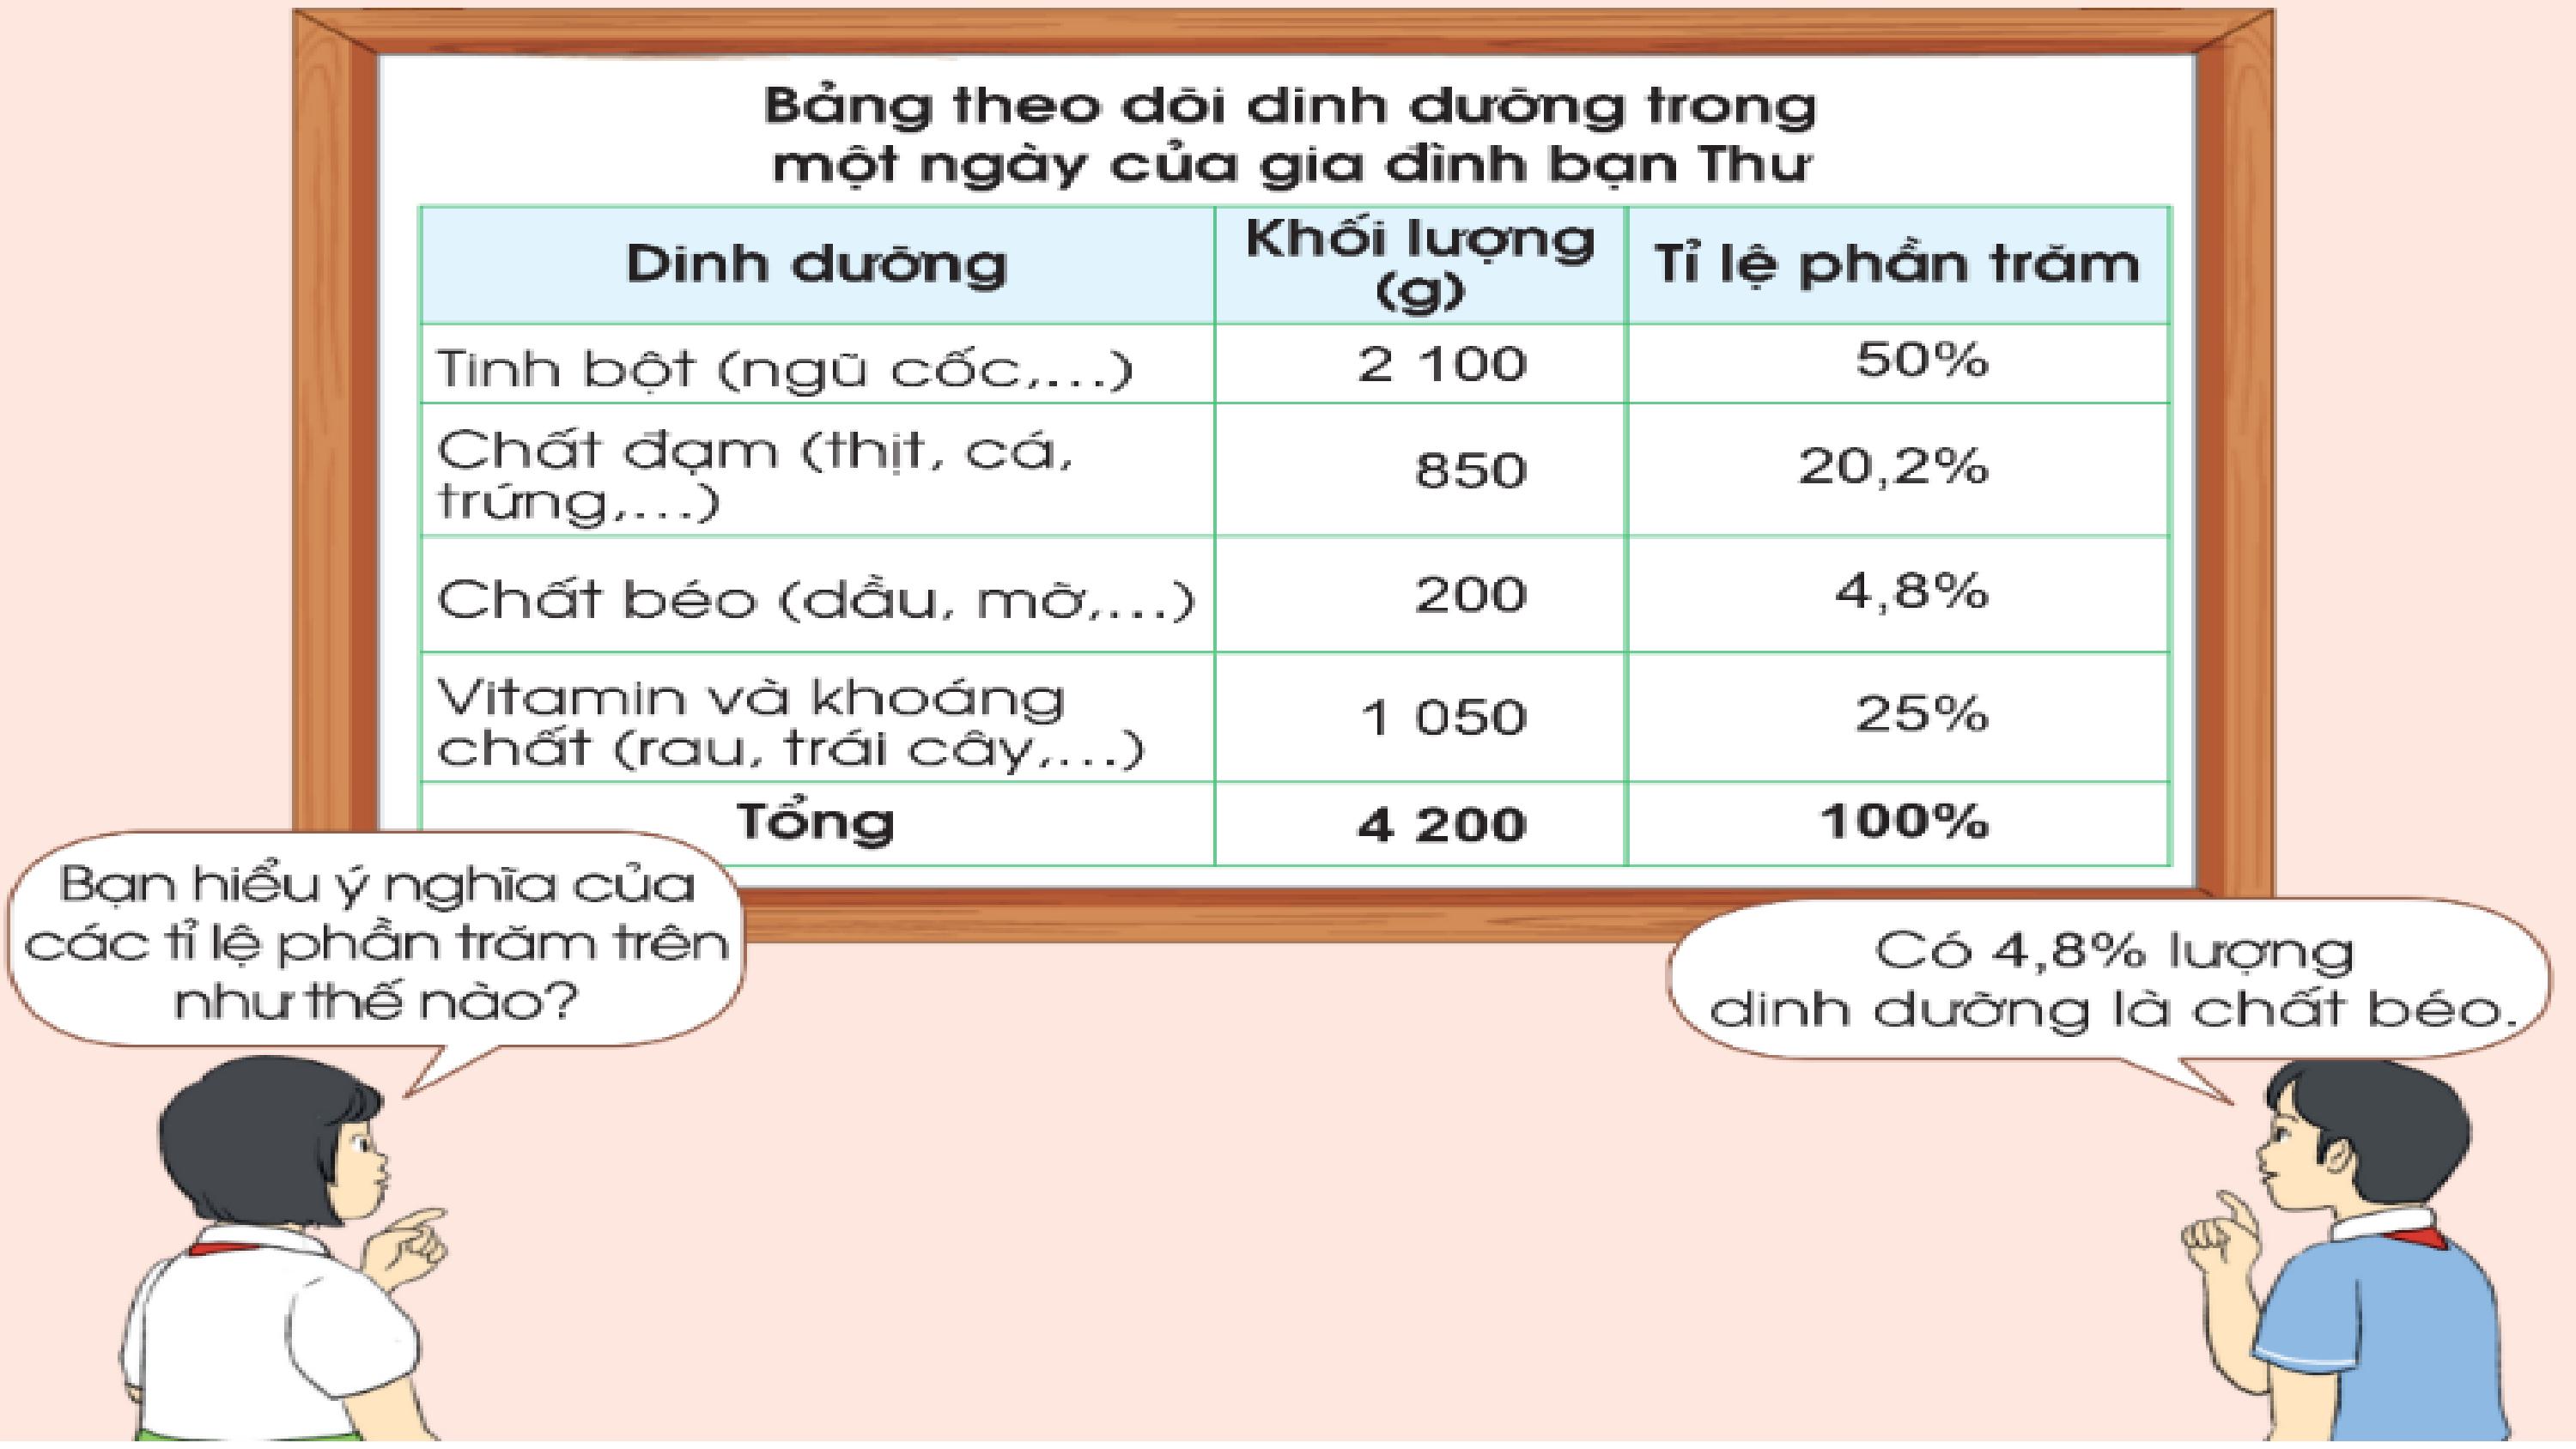 Bảng theo dõi dinh dưỡng trong
một ngày của gia đình bạn Thư
Dinh dưỡng Khối lượng (g) Tỉ lệ phần trăm
Tinh bột (ngũ cốc,...) 2 100 50%
Chất đạm (thịt, cá,
trứng,...) 850 20,2%
Chất béo (dầu, mỡ,...) 200 4,8%
Vitamin và khoáng
chất (rau, trái cây,...) 1 050 25%
Tổng 4 200 100%
Bạn hiểu ý nghĩa của
các tỉ lệ phần trăm trên
như thế nào?
Có 4,8% lượng
dinh dưỡng là chất béo.